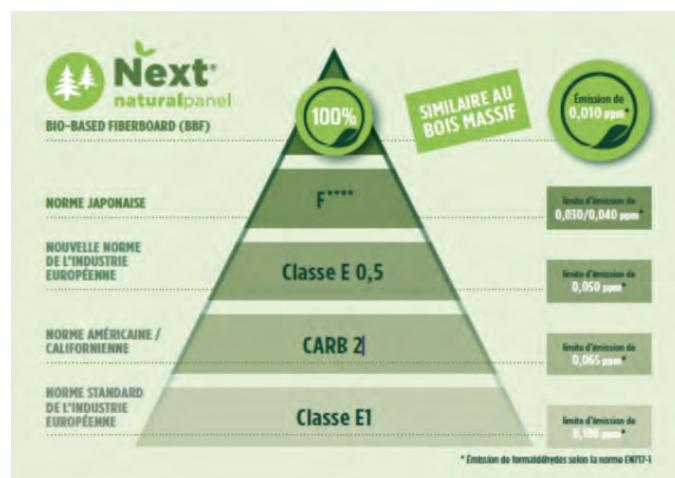 Next®
naturalpanel
BIO-BASED FIBERBOARD (BBF)
100%
SIMILAIRE AU
BOIS MASSIF
Émission de
0,010 ppm*
NORME JAPONAISE
F****
limite d'émission de
0,030/0,040 ppm*
NOUVELLE NORME
DE L'INDUSTRIE
EUROPÉENNE
Classe E 0,5
limite d'émission de
0,050 ppm*
NORME AMÉRICAINE /
CALIFORNIENNE
CARB 2
limite d'émission de
0,065 ppm*
NORME STANDARD
DE L'INDUSTRIE
EUROPÉENNE
Classe E1
limite d'émission de
ppm*
* Émission de formaldéhydes selon la norme EN717-1